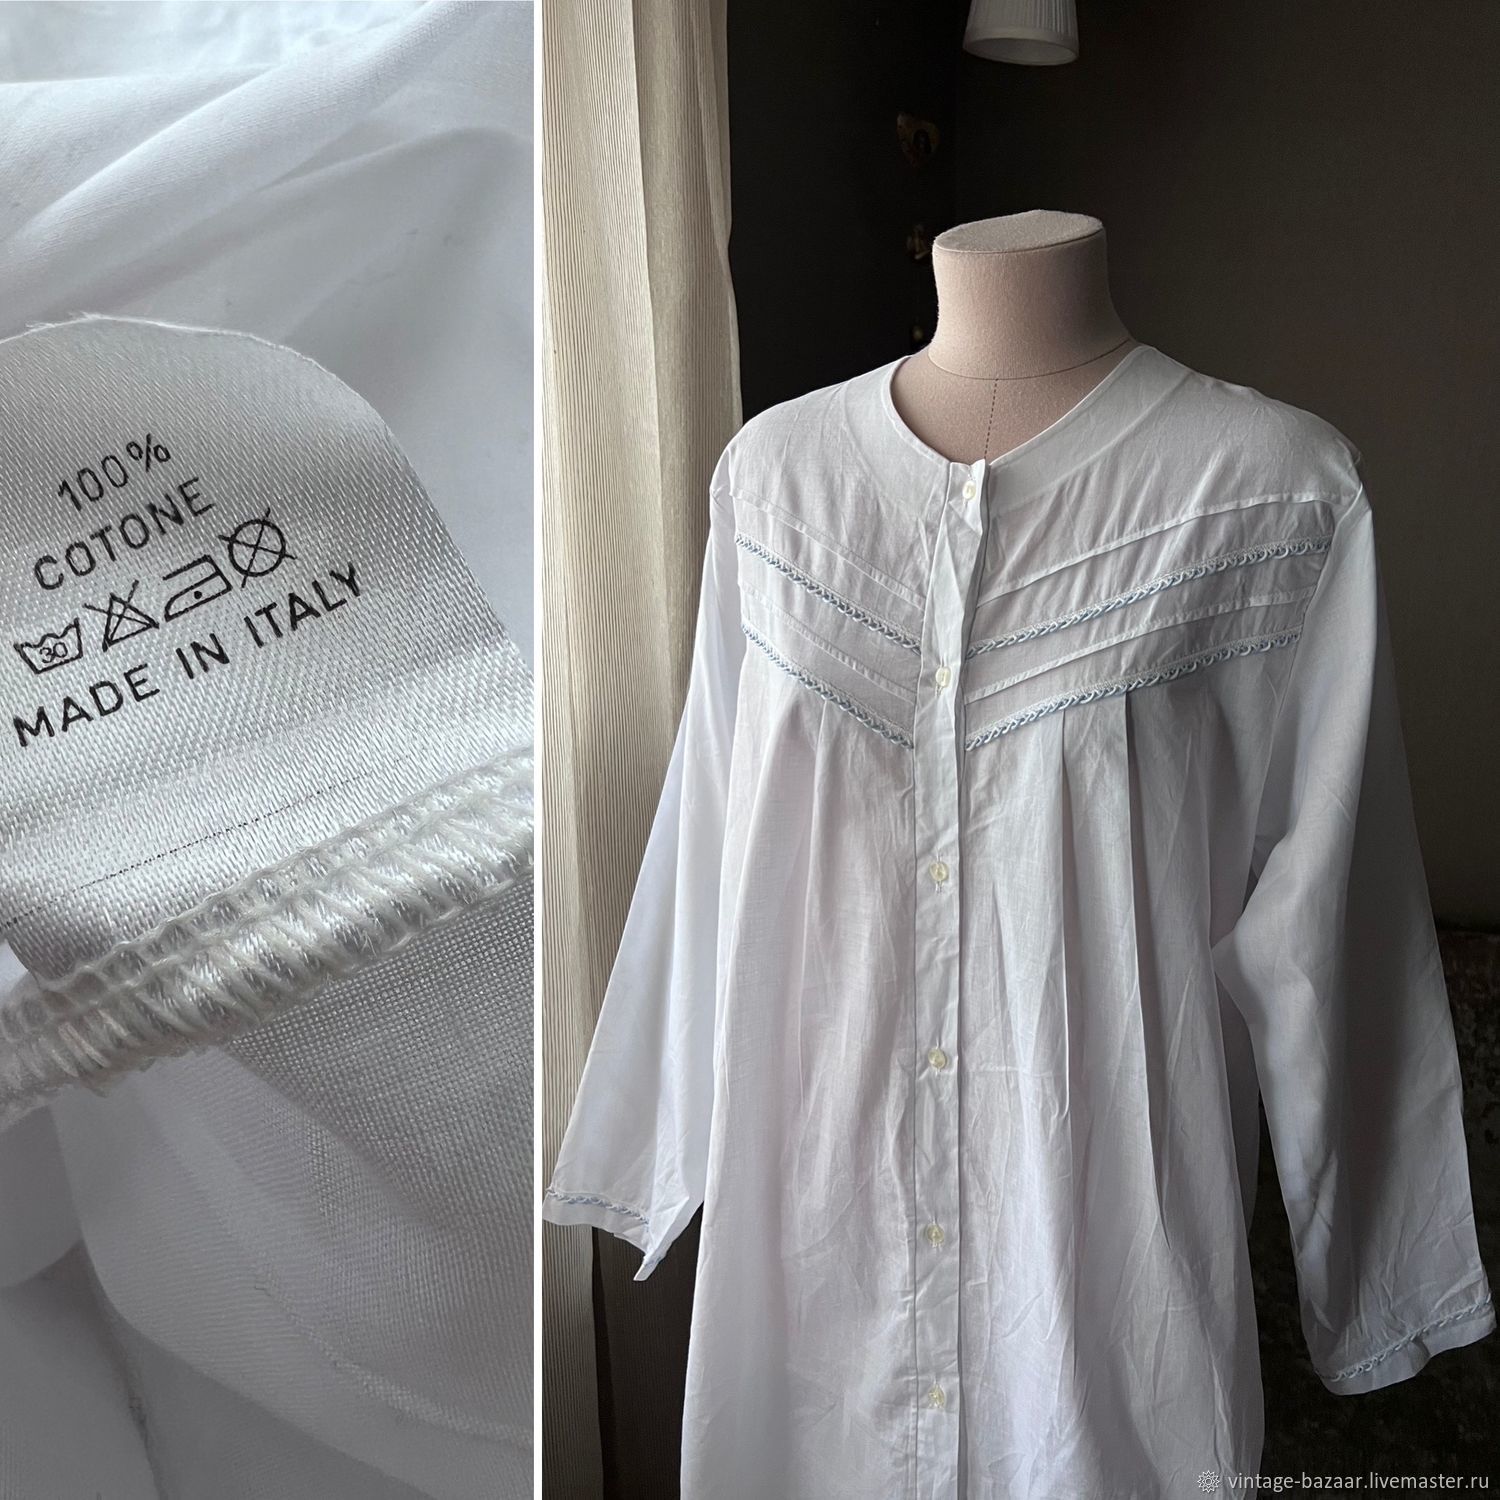 100%
COTONE
30
MADE IN ITALY
vintage-bazaar.livemaster.ru